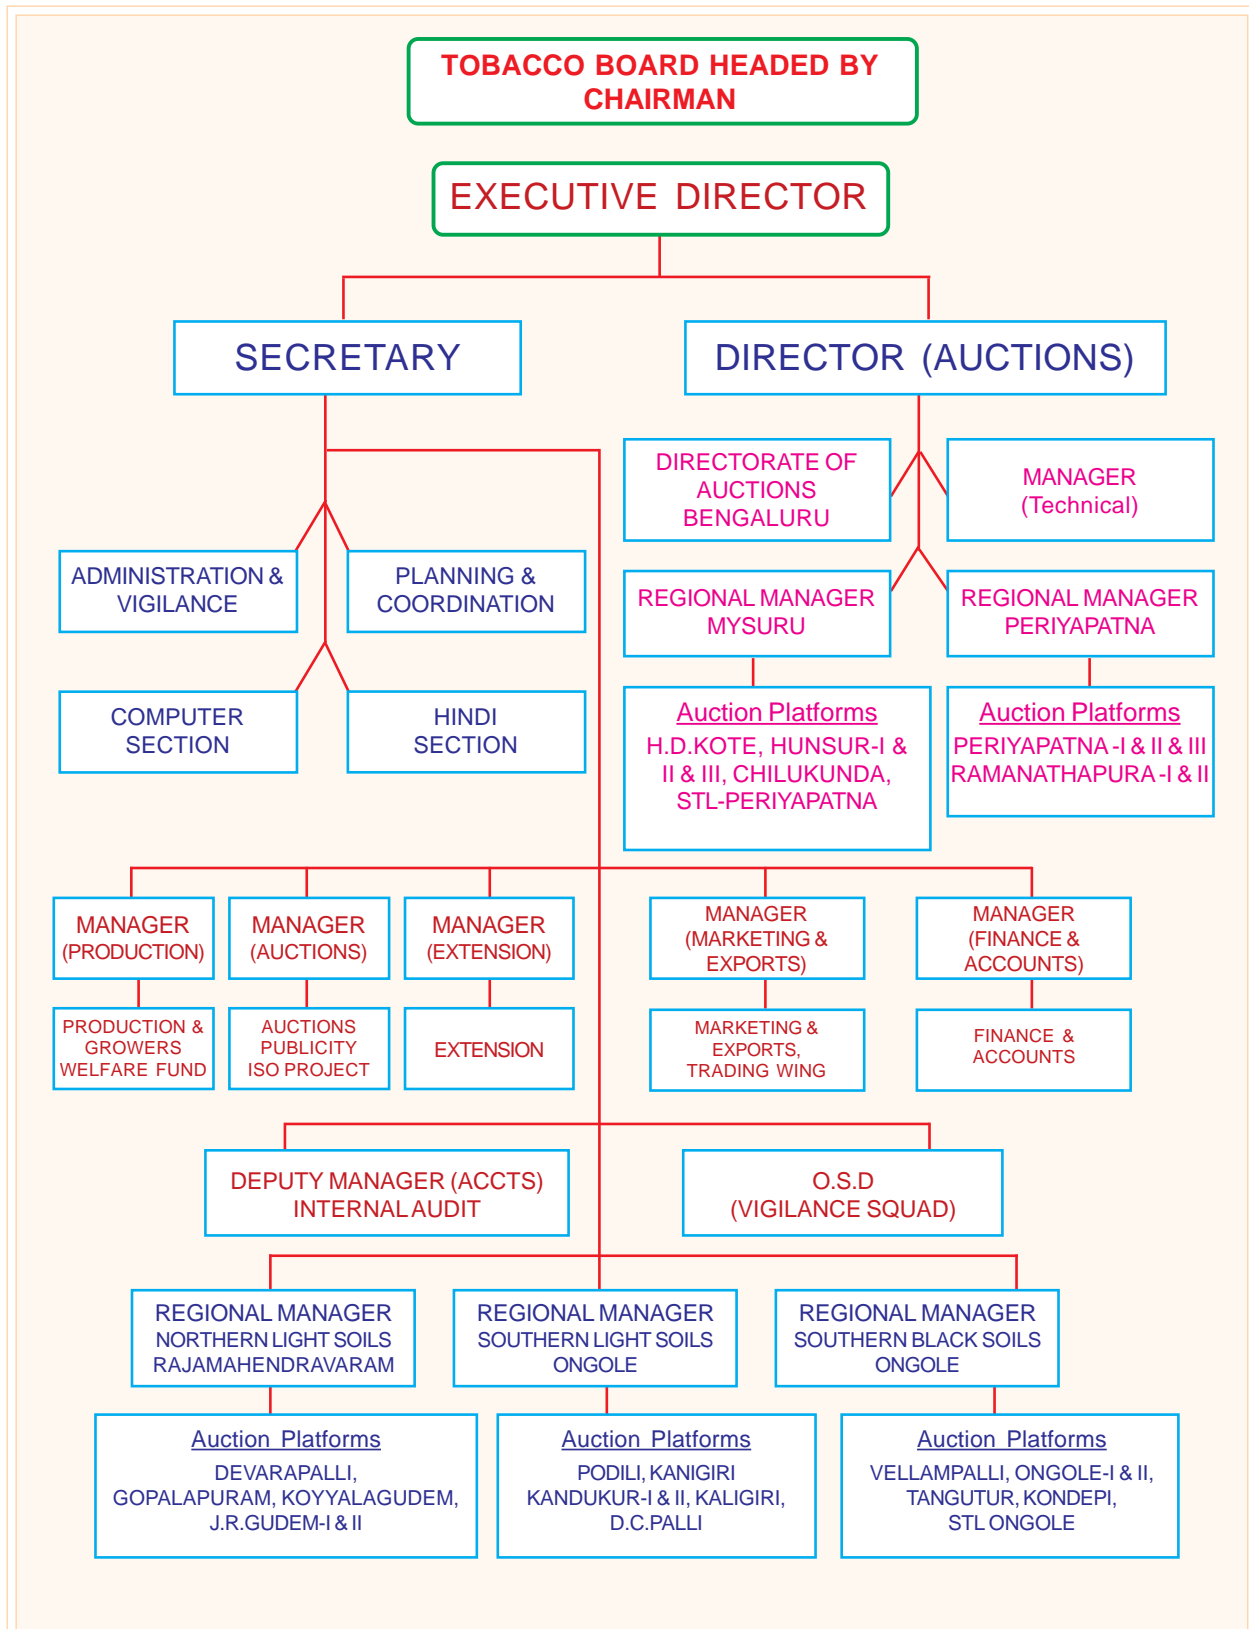 TOBACCO BOARD HEADED BY
CHAIRMAN
EXECUTIVE DIRECTOR
SECRETARY
DIRECTOR (AUCTIONS)
DIRECTORATE OF
AUCTIONS
BENGALURU
MANAGER
(Technical)
ADMINISTRATION &
VIGILANCE
PLANNING &
COORDINATION
REGIONAL MANAGER
MYSURU
REGIONAL MANAGER
PERIYAPATNA
COMPUTER
SECTION
HINDI
SECTION
Auction Platforms
H.D.KOTE, HUNSUR-I &
II & III, CHILUKUNDA,
STL-PERIYAPATNA
Auction Platforms
PERIYAPATNA-I & II & III
RAMANATHAPURA-I & II
MANAGER
(PRODUCTION)
MANAGER
(AUCTIONS)
MANAGER
(EXTENSION)
MANAGER
(MARKETING &
EXPORTS)
MANAGER
(FINANCE &
ACCOUNTS)
PRODUCTION &
GROWERS
WELFARE FUND
AUCTIONS
PUBLICITY
ISO PROJECT
EXTENSION
MARKETING &
EXPORTS,
TRADING WING
FINANCE &
ACCOUNTS
DEPUTY MANAGER (ACCTS)
INTERNAL AUDIT
O.S.D
(VIGILANCE SQUAD)
REGIONAL MANAGER
NORTHERN LIGHT SOILS
RAJAMAHENDRAVARAM
REGIONAL MANAGER
SOUTHERN LIGHT SOILS
ONGOLE
REGIONAL MANAGER
SOUTHERN BLACK SOILS
ONGOLE
Auction Platforms
DEVARAPALLI,
GOPALAPURAM, KOYYALAGUDEM,
J.R.GUDEM-I & II
Auction Platforms
PODILI, KANIGIRI
KANDUKUR-I & II, KALIGIRI,
D.C.PALLI
Auction Platforms
VELLAMPALLI, ONGOLE-I & II,
TANGUTUR, KONDEPI,
STL ONGOLE